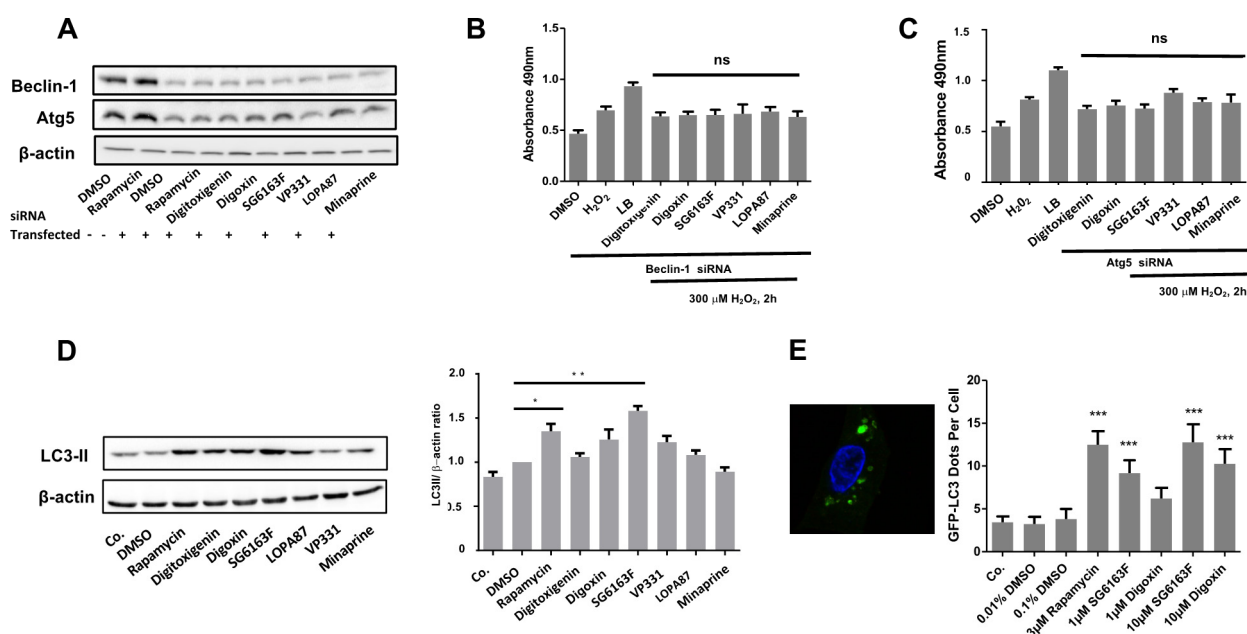 A
Beclin-1
Atg5
β-actin
DMSO
Rapamycin
DMSO
Rapamycin
Digitoxigenin
Digoxin
SG6163F
VP331
LOPA87
Minaprine
siRNA
Transfected - - + + + + + + +
B
Absorbance 490nm
1.5
1.0
0.5
0.0
ns
DMSO
H₂O₂
LB
Digitoxigenin
Digoxin
SG6163F
VP331
LOPA87
Minaprine
Beclin-1 siRNA
300 μM H₂O₂, 2h
C
Absorbance 490nm
1.5
1.0
0.5
0
ns
DMSO
H₂0₂
LB
Digitoxigenin
Digoxin
SG6163F
VP331
LOPA87
Minaprine
Atg5 siRNA
300 μM H₂O₂, 2h
D
LC3-II
β-actin
Co.
DMSO
Rapamycin
Digitoxigenin
Digoxin
SG6163F
LOPA87
VP331
Minaprine
LC3II/ β-actin ratio
2.0
1.5
1.0
0.5
0
*
**
Co.
DMSO
Rapamycin
Digitoxigenin
Digoxin
SG6163F
VP331
LOPA87
Minaprine
E
GFP-LC3 Dots Per Cell
20
15
10
5
0
***
***
***
***
Co.
0.01% DMSO
0.1% DMSO
3μM Rapamycin
1μM SG6163F
1μM Digoxin
10μM SG6163F
10μM Digoxin